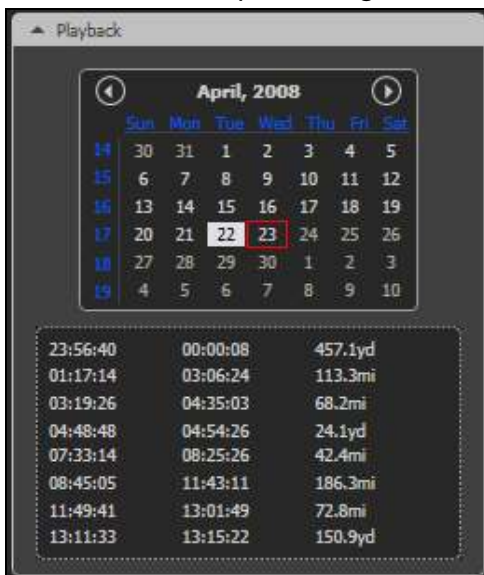 Playback
April, 2008
Sun Mon Tue Wed Thu Fri Sat
14 30 31 1 2 3 4 5
15 6 7 8 9 10 11 12
16 13 14 15 16 17 18 19
17 20 21 22 23 24 25 26
18 27 28 29 30 1 2 3
19 4 5 6 7 8 9 10
23:56:40 00:00:08 457.1yd
01:17:14 03:06:24 113.3mi
03:19:26 04:35:03 68.2mi
04:48:48 04:54:26 24.1yd
07:33:14 08:25:26 42.4mi
08:45:05 11:43:11 186.3mi
11:49:41 13:01:49 72.8mi
13:11:33 13:15:22 150.9yd